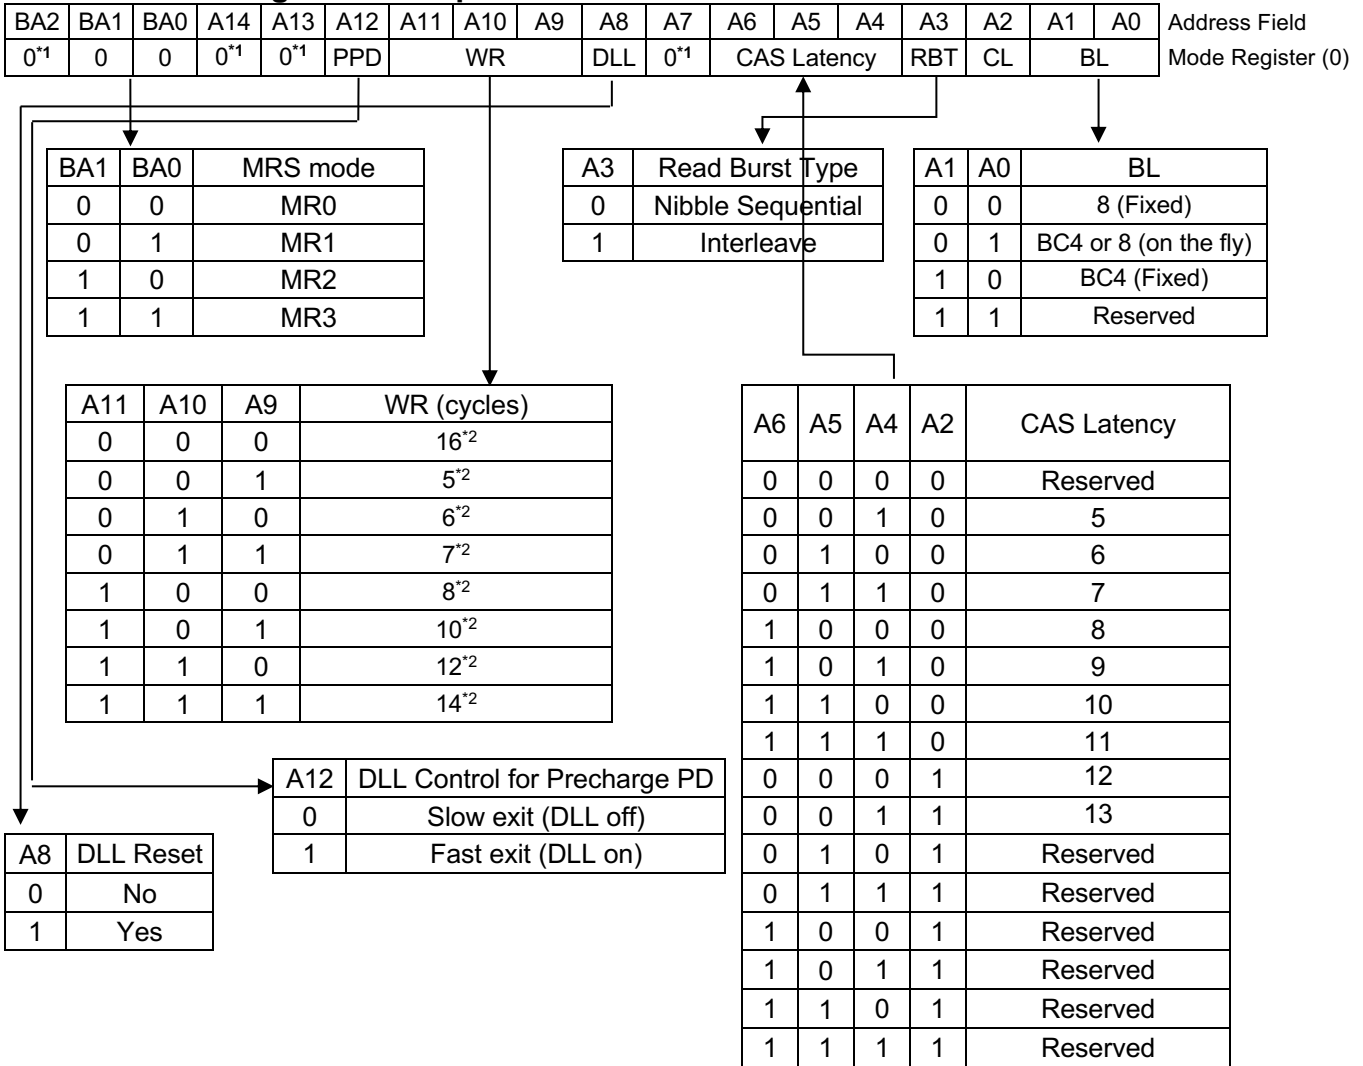 BA2 BA1 BA0 A14 A13 A12 A11 A10 A9 A8 A7 A6 A5 A4 A3 A2 A1 A0 Address Field
0*1 0 0 0*1 0*1 PPD WR DLL 0*1 CAS Latency RBT CL BL Mode Register (0)
BA1 BA0 MRS mode
0 0 MR0
0 1 MR1
1 0 MR2
1 1 MR3
A3 Read Burst Type
0 Nibble Sequential
1 Interleave
A1 A0 BL
0 0 8 (Fixed)
0 1 BC4 or 8 (on the fly)
1 0 BC4 (Fixed)
1 1 Reserved
A11 A10 A9 WR (cycles)
0 0 0 16*2
0 0 1 5*2
0 1 0 6*2
0 1 1 7*2
1 0 0 8*2
1 0 1 10*2
1 1 0 12*2
1 1 1 14*2
A6 A5 A4 A2 CAS Latency
0 0 0 0 Reserved
0 0 1 0 5
0 1 0 0 6
0 1 1 0 7
1 0 0 0 8
1 0 1 0 9
1 1 0 0 10
1 1 1 0 11
0 0 0 1 12
0 0 1 1 13
0 1 0 1 Reserved
0 1 1 1 Reserved
1 0 0 1 Reserved
1 0 1 1 Reserved
1 1 0 1 Reserved
1 1 1 1 Reserved
A12 DLL Control for Precharge PD
0 Slow exit (DLL off)
1 Fast exit (DLL on)
A8 DLL Reset
0 No
1 Yes